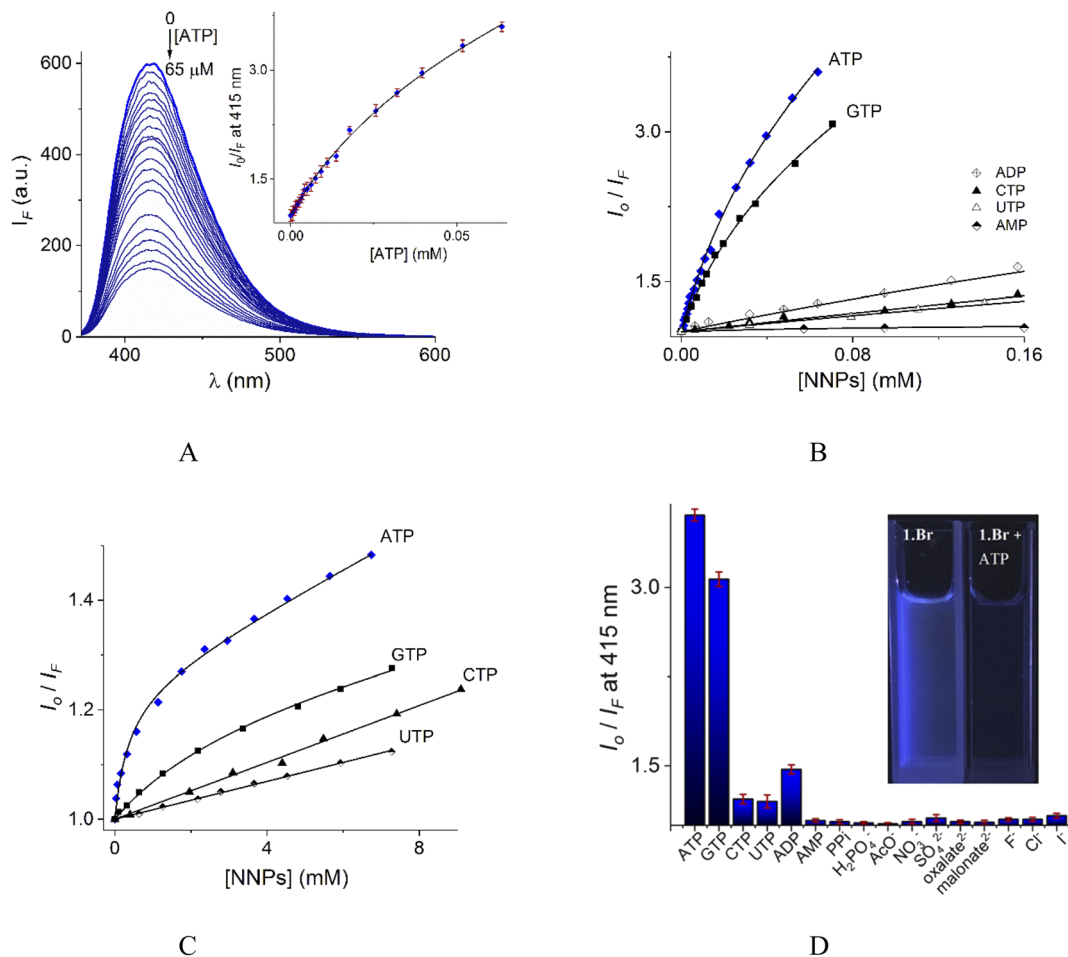 0
[ATP]
65 μM
600
500
400
300
200
100
0
I_F (a.u.)
400
500
600
λ (nm)
3.0
1.5
I_0/I_F at 415 nm
0.00
0.05
[ATP] (mM)
A
ATP
GTP
3.0
1.5
I_o / I_F
ADP
CTP
UTP
AMP
0.00
0.08
0.16
[NNPs] (mM)
B
ATP
GTP
CTP
UTP
1.4
1.2
1.0
I_o / I_F
0
4
8
[NNPs] (mM)
C
3.0
1.5
I_o / I_F at 415 nm
1.Br
1.Br +
ATP
ATP
GTP
CTP
UTP
ADP
AMP
PPi
H₂PO₄⁻
AcO⁻
NO₃⁻
SO₄²⁻
oxalate²⁻
malonate²⁻
F⁻
Cl⁻
I⁻
D